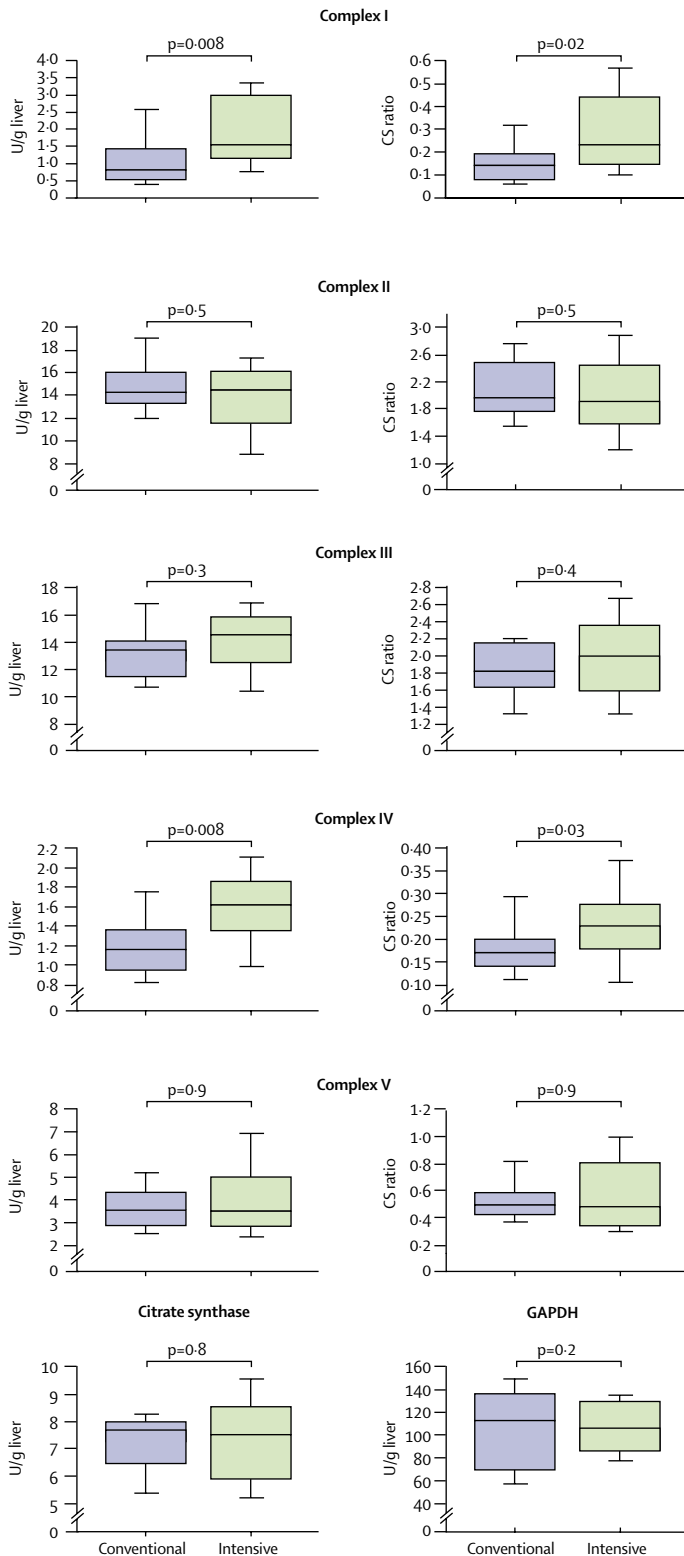 Complex I
p=0·008
U/g liver
4·0
3·5
3·0
2·5
2·0
1·5
1·0
0·5
0
p=0·02
CS ratio
0·6
0·5
0·4
0·3
0·2
0·1
0
Complex II
p=0·5
U/g liver
20
18
16
14
12
10
8
0
p=0·5
CS ratio
3·0
2·6
2·2
1·8
1·4
1·0
0
Complex III
p=0·3
U/g liver
18
16
14
12
10
8
0
p=0·4
CS ratio
2·8
2·6
2·4
2·2
2·0
1·8
1·6
1·4
1·2
0
Complex IV
p=0·008
U/g liver
2·2
2·0
1·8
1·6
1·4
1·2
1·0
0·8
0
p=0·03
CS ratio
0·40
0·30
0·25
0·20
0·15
0·10
0
Complex V
p=0·9
U/g liver
8
7
6
5
4
3
2
0
p=0·9
CS ratio
1·2
1·0
0·8
0·6
0·4
0·2
0
Citrate synthase
p=0·8
U/g liver
10
9
8
7
6
5
0
Conventional
Intensive
GAPDH
p=0·2
U/g liver
160
140
120
100
80
60
40
0
Conventional
Intensive